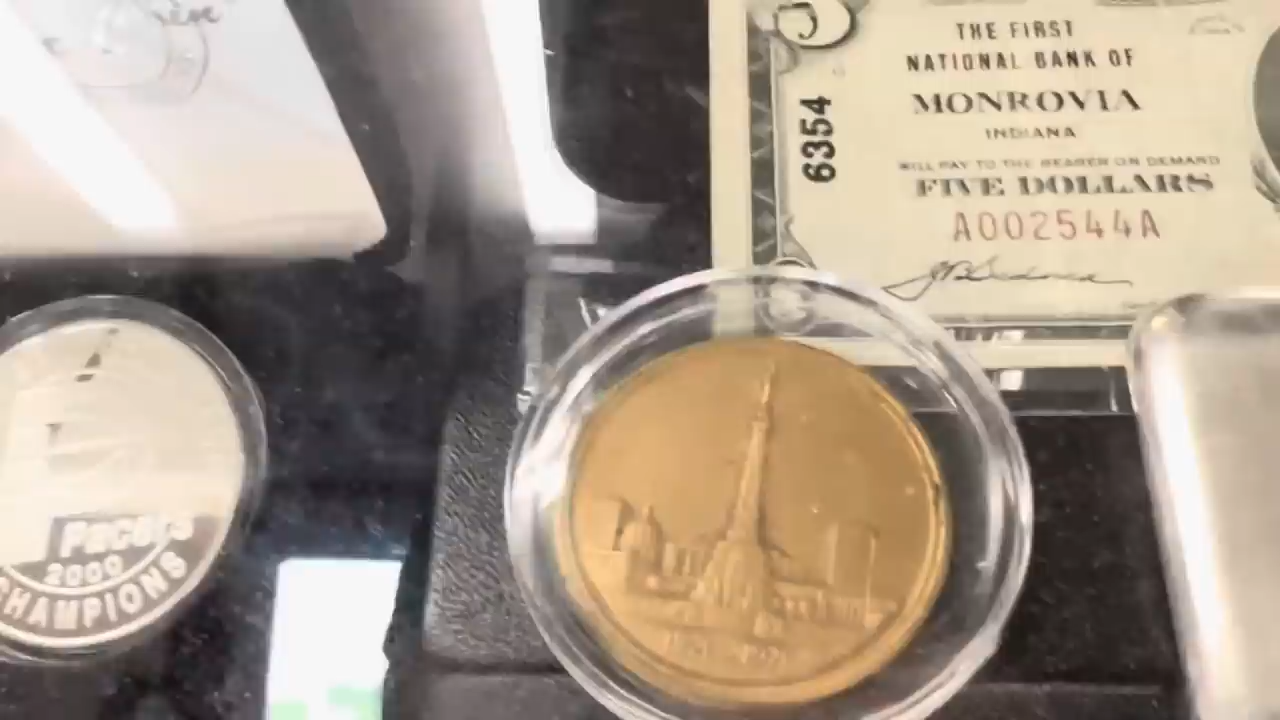 THE FIRST
NATIONAL BANK OF
MONROVIA
INDIANA
WILL PAY TO THE BEARER ON DEMAND
FIVE DOLLARS
A002544A
6354
Pacers
2000
CHAMPIONS